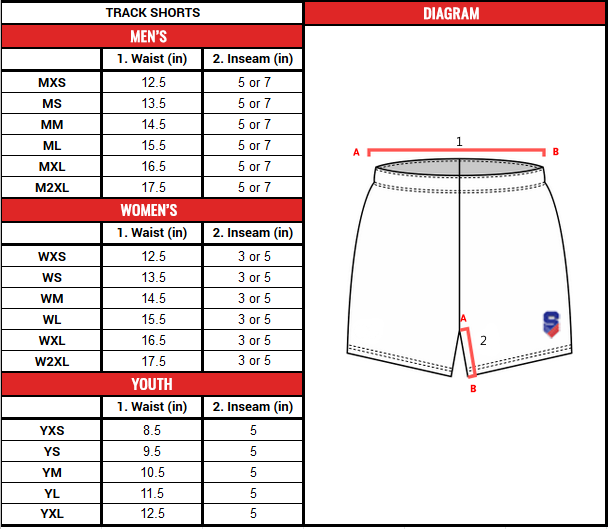 TRACK SHORTS
MEN'S
1. Waist (in) 2. Inseam (in)
MXS 12.5 5 or 7
MS 13.5 5 or 7
MM 14.5 5 or 7
ML 15.5 5 or 7
MXL 16.5 5 or 7
M2XL 17.5 5 or 7
WOMEN'S
1. Waist (in) 2. Inseam (in)
WXS 12.5 3 or 5
WS 13.5 3 or 5
WM 14.5 3 or 5
WL 15.5 3 or 5
WXL 16.5 3 or 5
W2XL 17.5 3 or 5
YOUTH
1. Waist (in) 2. Inseam (in)
YXS 8.5 5
YS 9.5 5
YM 10.5 5
YL 11.5 5
YXL 12.5 5
DIAGRAM
1
A B
A
2
B
S